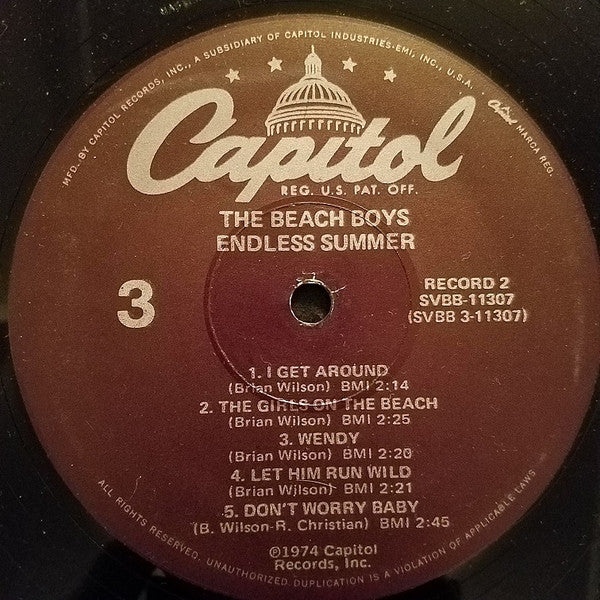 MFD. BY CAPITOL RECORDS, INC., A SUBSIDIARY OF CAPITOL INDUSTRIES-EMI, INC., U.S.A.
Capitol MARCA REG.
Capitol
REG. U.S. PAT. OFF.
THE BEACH BOYS
ENDLESS SUMMER
3
RECORD 2
SVBB-11307
(SVBB 3-11307)
1. I GET AROUND
(Brian Wilson) BMI 2:14
2. THE GIRLS ON THE BEACH
(Brian Wilson) BMI 2:25
3. WENDY
(Brian Wilson) BMI 2:20
4. LET HIM RUN WILD
(Brian Wilson) BMI 2:21
5. DON'T WORRY BABY
(B. Wilson-R. Christian) BMI 2:45
℗1974 Capitol
Records, Inc.
ALL RIGHTS RESERVED. UNAUTHORIZED DUPLICATION IS A VIOLATION OF APPLICABLE LAWS